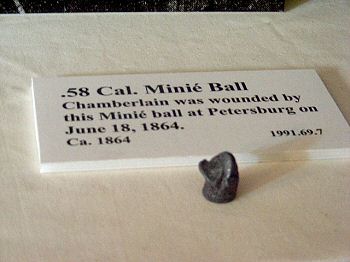 .58 Cal. Minié Ball
Chamberlain was wounded by
this Minié ball at Petersburg on
June 18, 1864.
Ca. 1864
1991.69.7